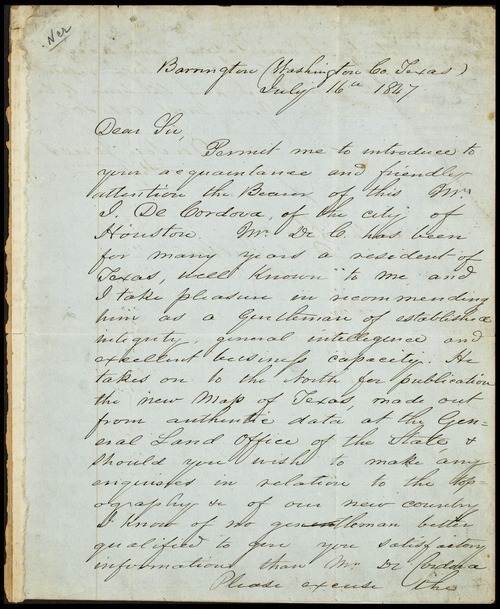 Ner
Barrington (Washington Co. Texas)
July 16th 1847
Dear Sir,
Permit me to introduce to
your acquaintance and friendly
attention the Bearer of this Mr.
J. De Cordova, of the city of
Houston Mr. De C. has been
for many years a resident of
Texas, well known to me and
I take pleasure in recommending
him as a Gentleman of established
integrity, general intelligence and
excellent business capacity. He
takes on to the North for publication
the new Map of Texas, made out
from authentic data at the Gen=
eral Land Office of the State, &
should you wish to make any
enquiries in relation to the top=
ography &c of our new country
I know of no gentleman better
qualified to give you satisfactory
information than Mr. De Cordova
Please excuse the